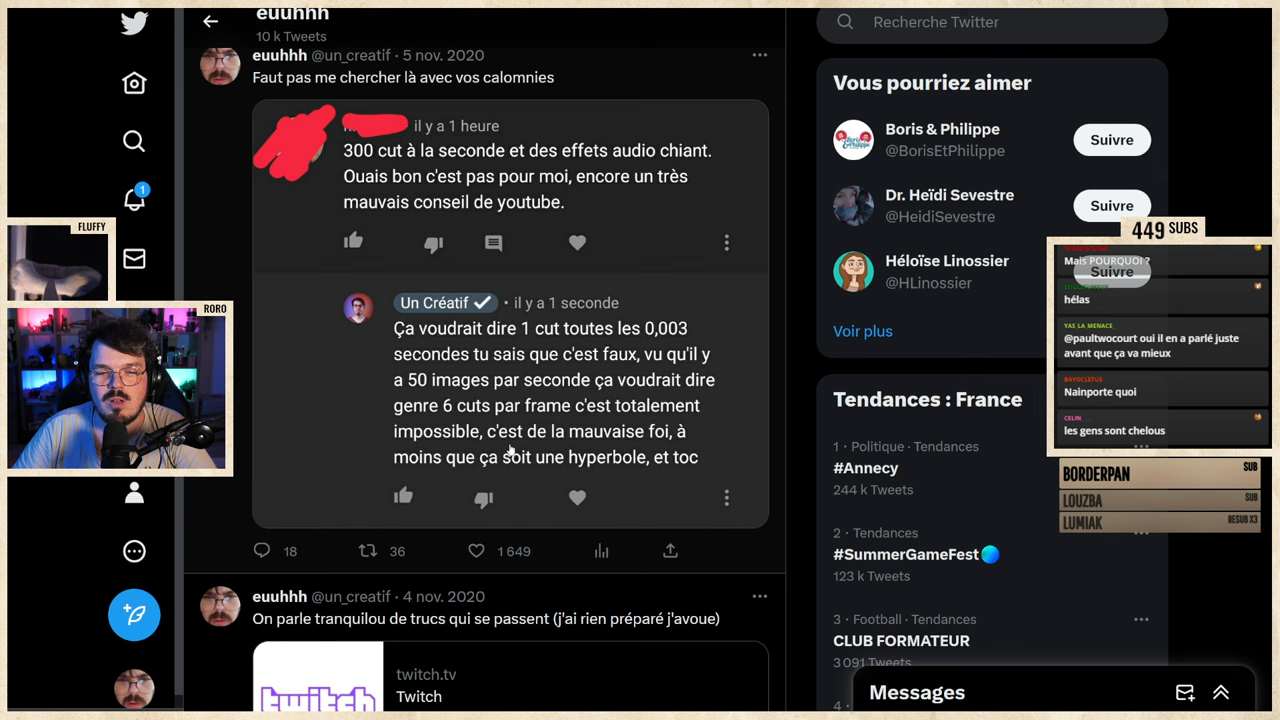 euuhhh
10 k Tweets
Recherche Twitter
euuhhh @un_creatif · 5 nov. 2020
Faut pas me chercher là avec vos calomnies
il y a 1 heure
300 cut à la seconde et des effets audio chiant.
Ouais bon c'est pas pour moi, encore un très
mauvais conseil de youtube.
Un Créatif • il y a 1 seconde
Ça voudrait dire 1 cut toutes les 0,003
secondes tu sais que c'est faux, vu qu'il y
a 50 images par seconde ça voudrait dire
genre 6 cuts par frame c'est totalement
impossible, c'est de la mauvaise foi, à
moins que ça soit une hyperbole, et toc
18 36 1 649
euuhhh @un_creatif · 4 nov. 2020
On parle tranquilou de trucs qui se passent (j'ai rien préparé j'avoue)
twitch.tv
Twitch
twitch
1
FLUFFY
RORO
Vous pourriez aimer
Boris & Philippe
@BorisEtPhilippe
Suivre
Dr. Heïdi Sevestre
@HeidiSevestre
Suivre
Héloïse Linossier
@HLinossier
Suivre
Voir plus
449 SUBS
Mais POURQUOI ?
hélas
YAS_LA_MENACE
@paultwocourt oui il en a parlé juste
avant que ça va mieux
BAYOCLETUS
Nainporte quoi
CELIN
les gens sont chelous
BORDERPAN SUB
LOUZBA SUB
LUMIAK RESUB X3
Tendances : France
1 · Politique · Tendances
#Annecy
244 k Tweets
2 · Tendances
#SummerGameFest
123 k Tweets
3 · Football · Tendances
CLUB FORMATEUR
3 091 Tweets
4 ·
Messages